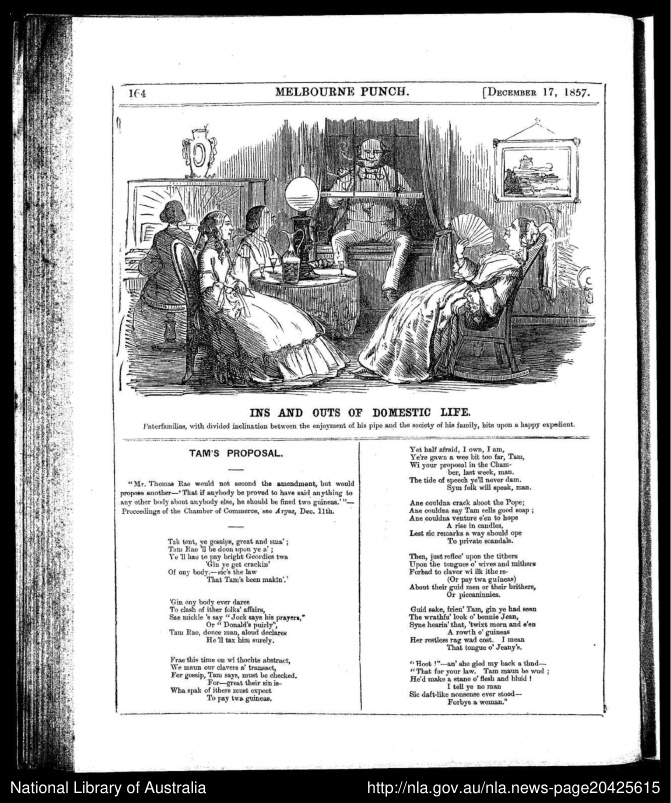 164
MELBOURNE PUNCH.
[DECEMBER 17, 1857.
INS AND OUTS OF DOMESTIC LIFE.
Paterfamilias, with divided inclination between the enjoyment of his pipe and the society of his family, hits upon a happy expedient.
TAM'S PROPOSAL.
"Mr. Thomas Rae would not second the amendment, but would
propose another—'That if anybody be proved to have said anything to
any other body about anybody else, he should be fined two guineas.'"—
Proceedings of the Chamber of Commerce, see Argus, Dec. 11th.
Tak tent, ye gossips, great and sma';
Tam Rae 'll be doon upon ye a';
Ye 'll hae to pay bright Geordies twa
'Gin ye get crackin'
Of ony body.—sic's the law
That Tam's been makin'.'
'Gin ony body ever dares
To clash of ither folks' affairs,
Sae mickle 's say "Jock says his prayers,"
Or "Donald's puirly",
Tam Rae, douce man, aloud declares
He'll tax him surely.
Frae this time on wi thochts abstract,
We maun our clavers a' transact,
For gossip, Tam says, must be checked,
For—great their sin is-
Wha spak of ithers must expect
To pay twa guineas.
Yet half afraid, I own, I am,
Ye're gawn a wee bit too far, Tam,
Wi your proposal in the Cham-
ber, last week, man.
The tide of speech ye'll never dam.
Sym folk will speak, man.
Ane couldna crack aboot the Pope;
Ane couldna say Tam sells good soap;
Ane couldna venture e'en to hope
A rise in candles,
Lest sic remarks a way should ope
To private scandals.
Then, just reflec' upon the tithers
Upon the tongues o' wives and mithers
Forbad to claver wi ilk ithers-
(Or pay twa guineas)
About their guid men or their brithers,
Or piccaninnies.
Guid sake, frien' Tam, gin ye had seen
The wrathfu' look o' bonnie Jean,
Syne hearin' that, 'twixt morn and e'en
A rowth o' guineas
Her restless rag wad cost. I mean
That tongue o' Jeany's.
"Hoot!"—an' she gied my back a thud—
"That for your law. Tam maun be wud;
He'd make a stane o' flesh and bluid!
I tell ye no man
Sic daft-like nonsense ever stood—
Forbye a woman."
National Library of Australia
http://nla.gov.au/nla.news-page20425615